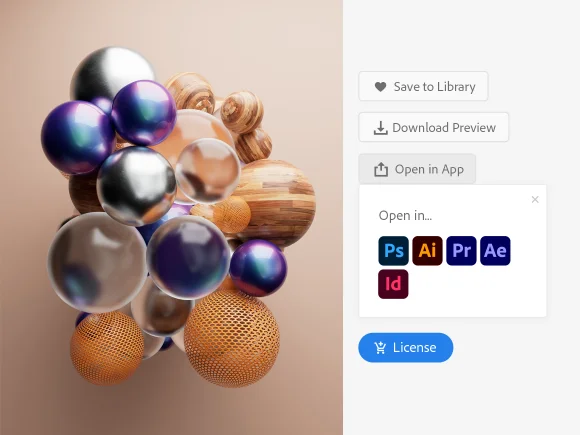 Save to Library
Download Preview
Open in App
Open in...
Ps Ai Pr Ae
Id
License